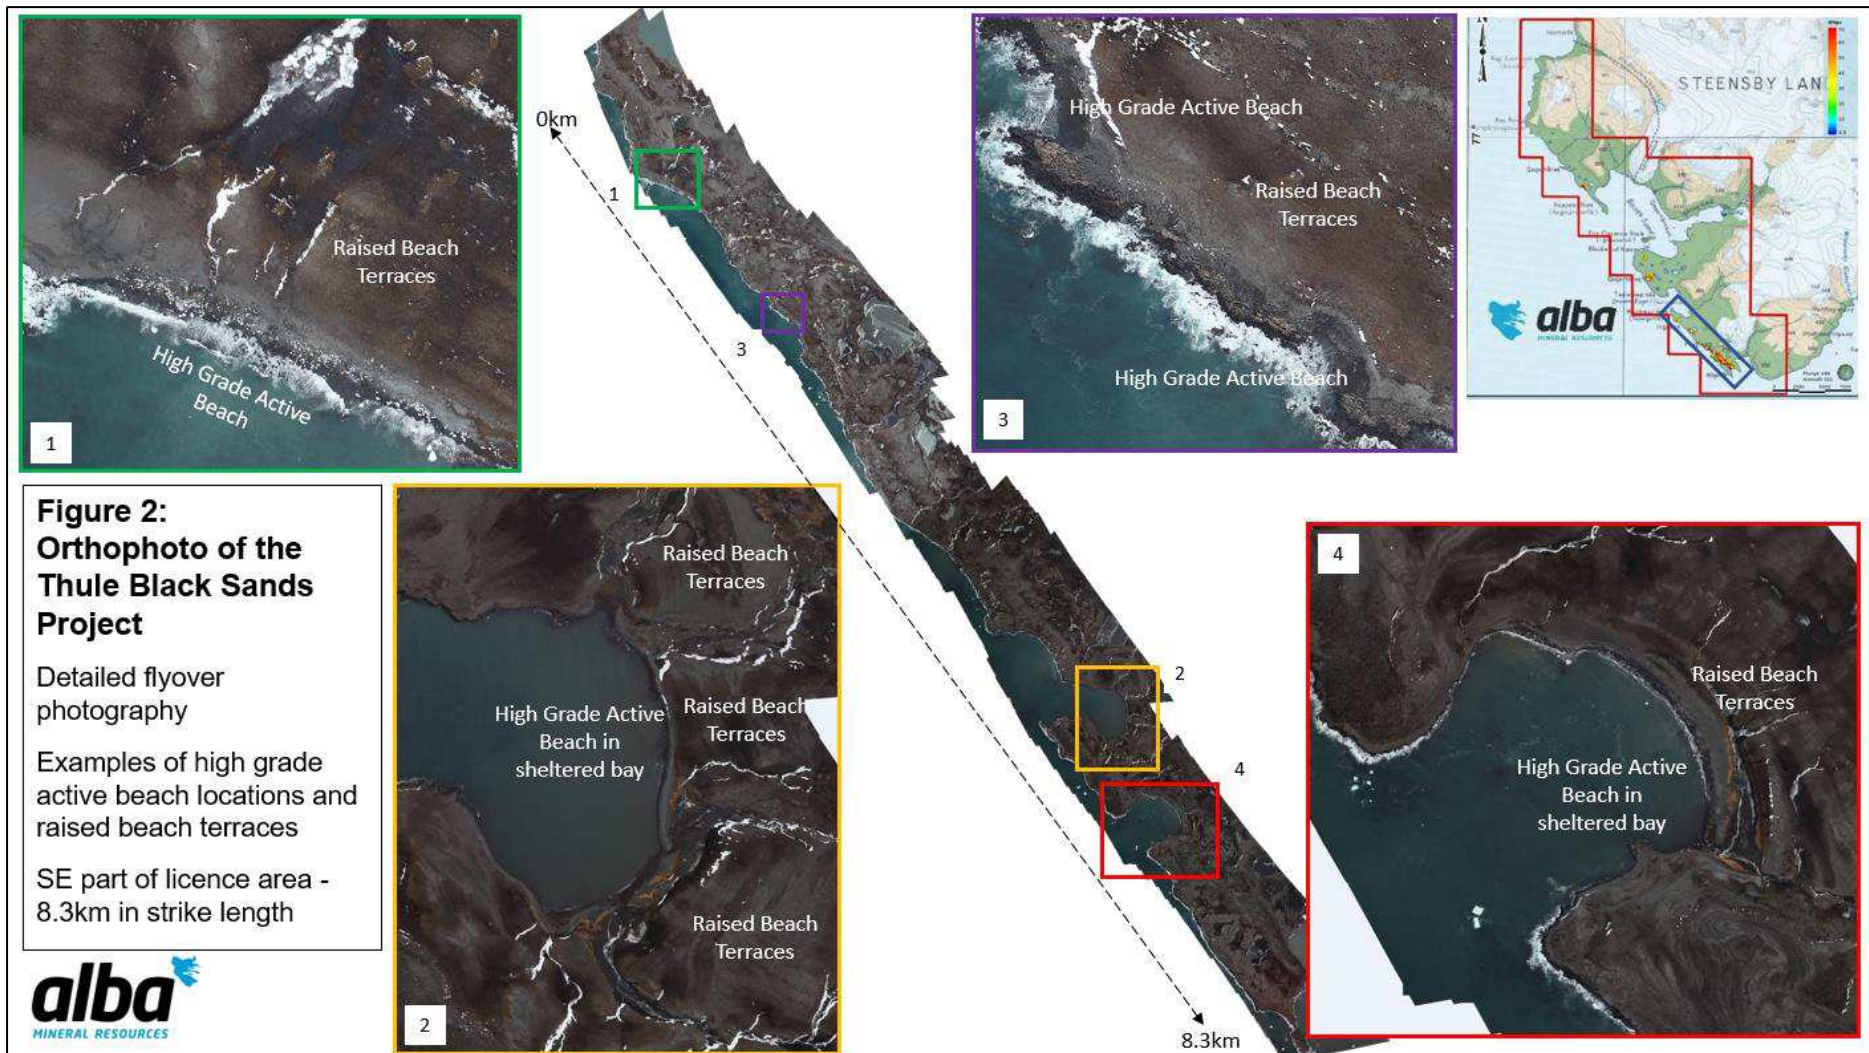 High Grade Active
Beach
Raised Beach
Terraces
1
0km
1
3
2
4
8.3km
High Grade Active Beach
Raised Beach
Terraces
High Grade Active Beach
3
N
STEENSBY LAN
77°
alba
MINERAL RESOURCES
Figure 2:
Orthophoto of the
Thule Black Sands
Project
Detailed flyover
photography
Examples of high grade
active beach locations and
raised beach terraces
SE part of licence area -
8.3km in strike length
alba
MINERAL RESOURCES
Raised Beach
Terraces
High Grade Active
Beach in
sheltered bay
Raised Beach
Terraces
Raised Beach
Terraces
2
4
Raised Beach
Terraces
High Grade Active
Beach in
sheltered bay